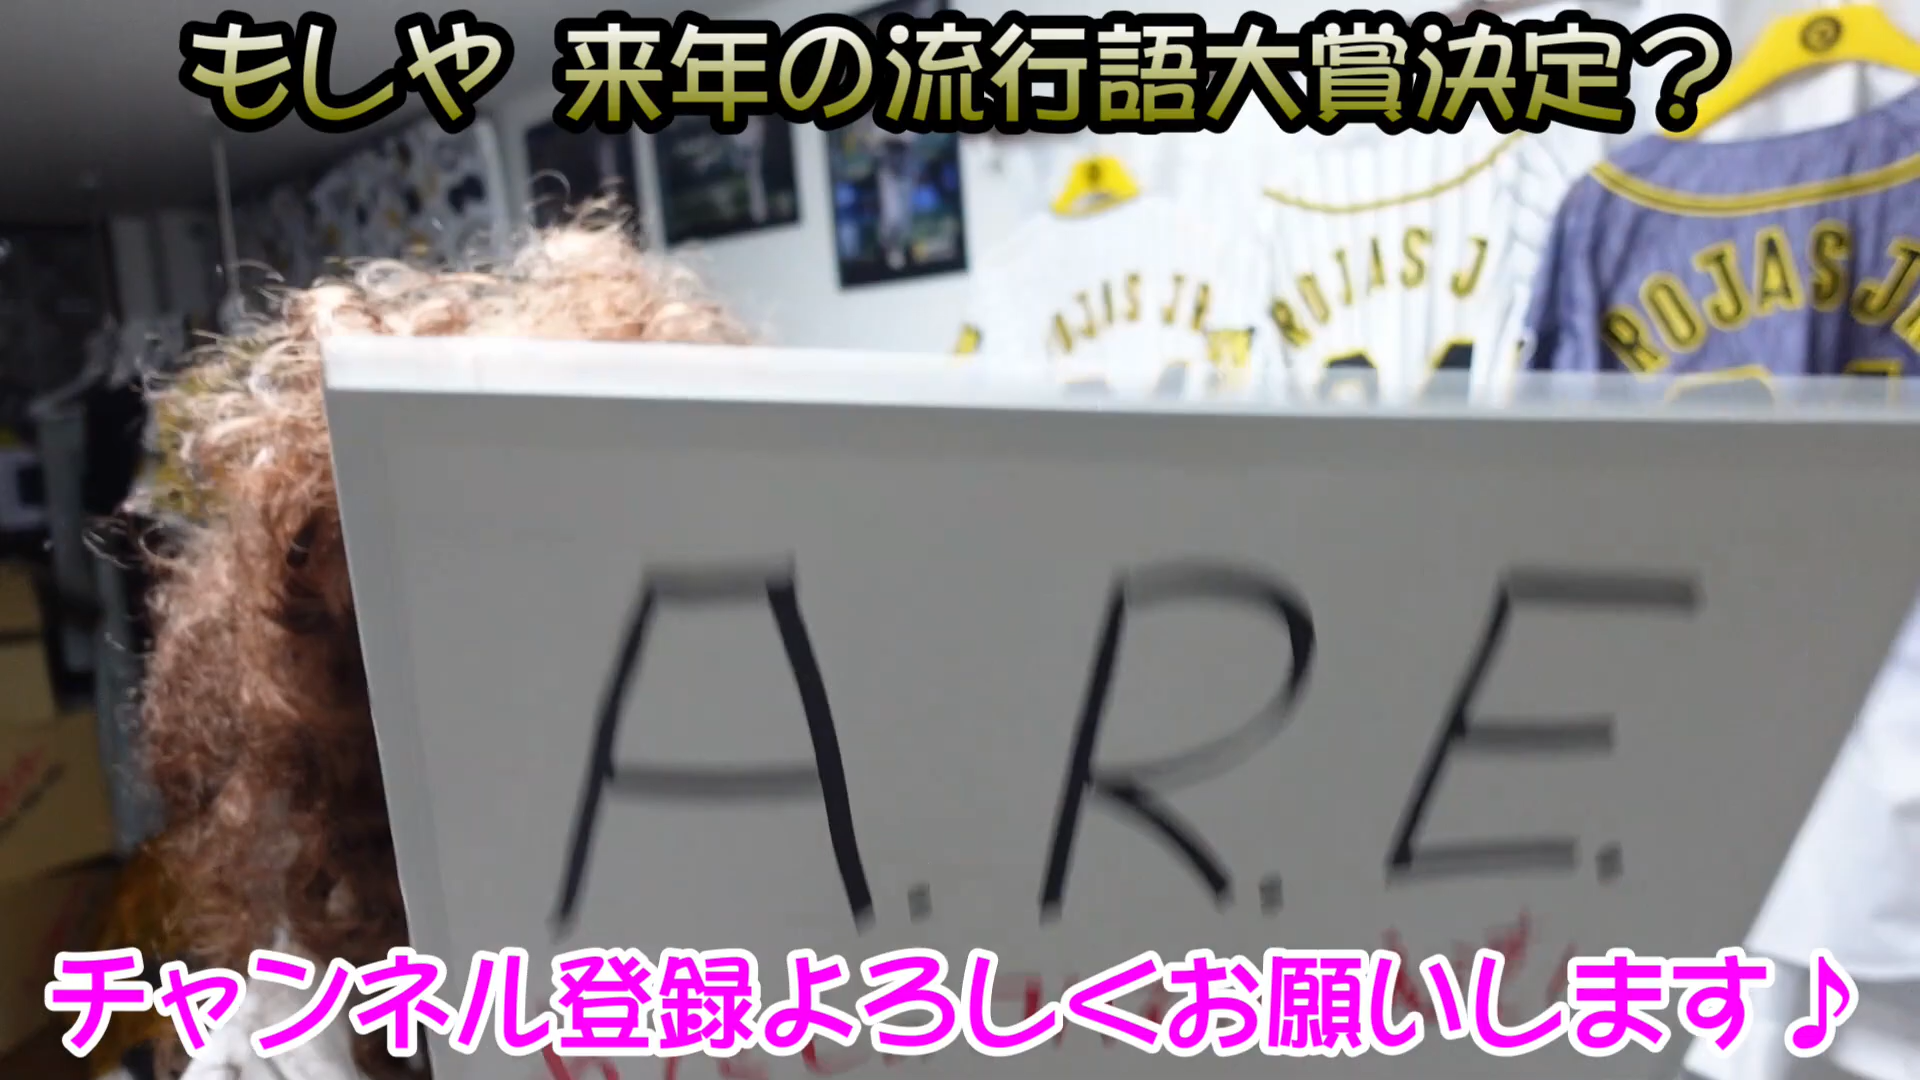 もしや 来年の流行語大賞決定？
ROJAS J
ROJAS JR
A.R.E.
チャンネル登録よろしくお願いします♪